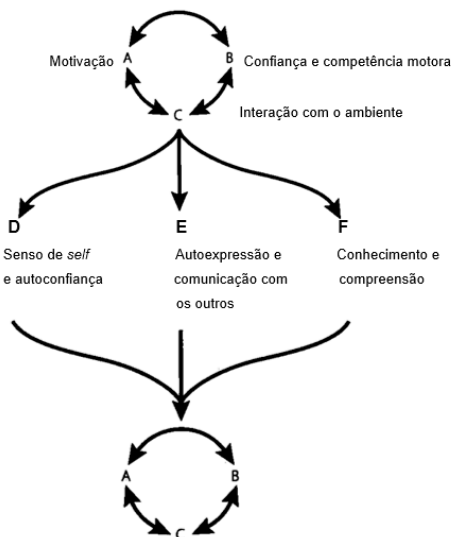 Motivação A B Confiança e competência motora
C Interação com o ambiente
D E F
Senso de self Autoexpressão e Conhecimento e
e autoconfiança comunicação com compreensão
os outros
A B
C